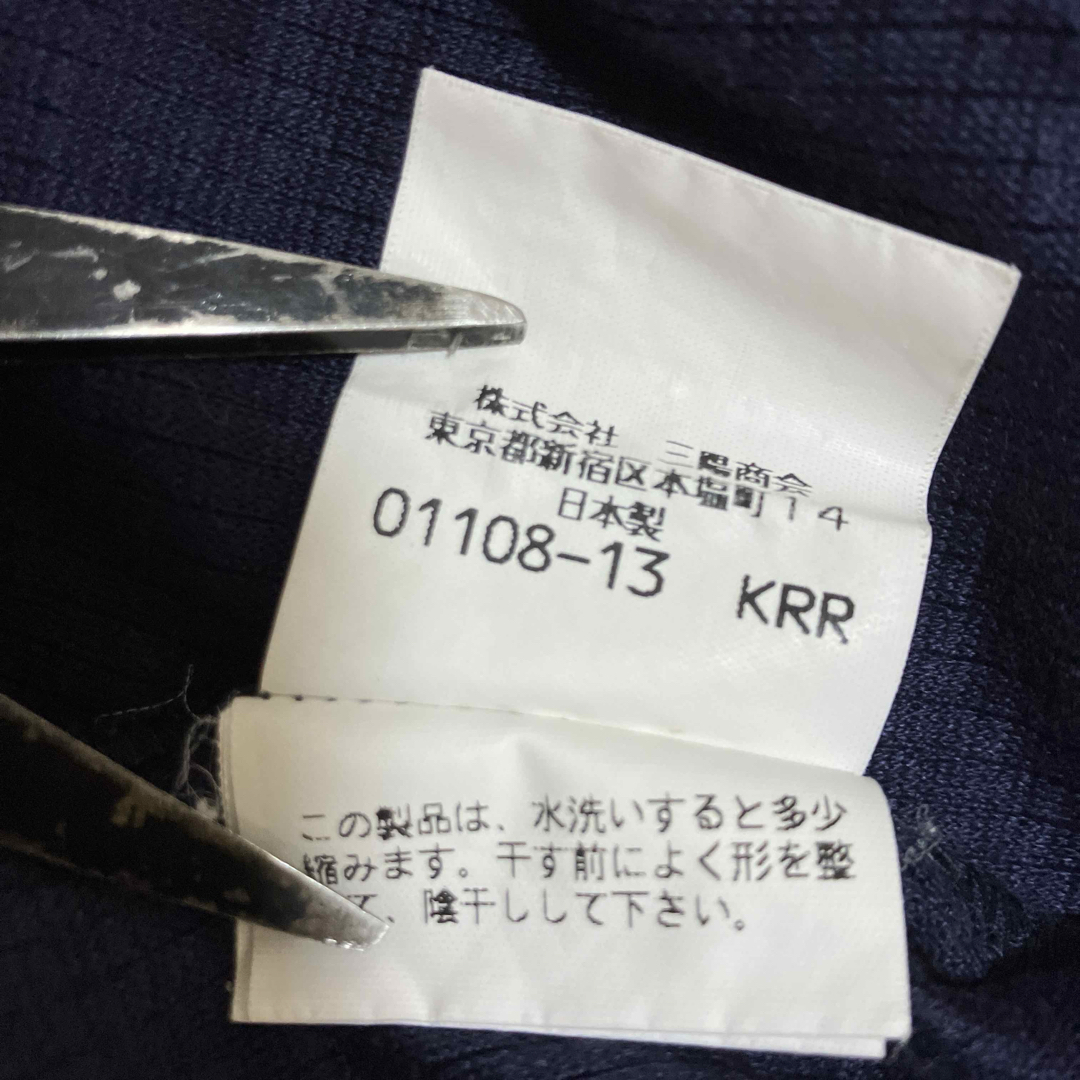 株式会社　三陽商会
東京都新宿区本塩町１４
日本製
01108-13 KRR
この製品は、水洗いすると多少
縮みます。干す前によく形を整
て、陰干しして下さい。